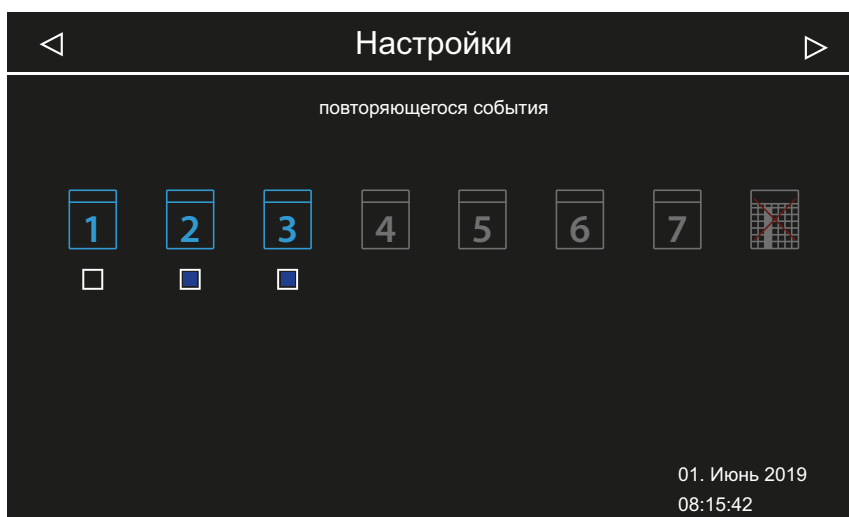 Настройки
повторяющегося события
1 2 3 4 5 6 7
01. Июнь 2019
08:15:42